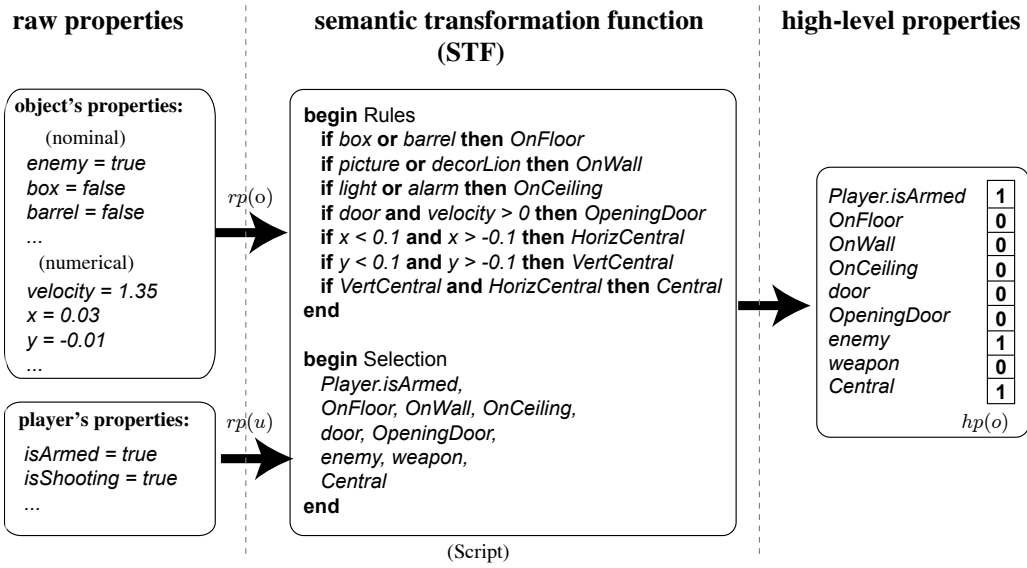 raw properties
semantic transformation function
(STF)
high-level properties
object's properties:
(nominal)
enemy = true
box = false
barrel = false
...
(numerical)
velocity = 1.35
x = 0.03
y = -0.01
...
player's properties:
isArmed = true
isShooting = true
...
rp(o)
rp(u)
begin Rules
if box or barrel then OnFloor
if picture or decorLion then OnWall
if light or alarm then OnCeiling
if door and velocity > 0 then OpeningDoor
if x < 0.1 and x > -0.1 then HorizCentral
if y < 0.1 and y > -0.1 then VertCentral
if VertCentral and HorizCentral then Central
end
begin Selection
Player.isArmed,
OnFloor, OnWall, OnCeiling,
door, OpeningDoor,
enemy, weapon,
Central
end
(Script)
Player.isArmed 1
OnFloor 0
OnWall 0
OnCeiling 0
door 0
OpeningDoor 0
enemy 1
weapon 0
Central 1
hp(o)